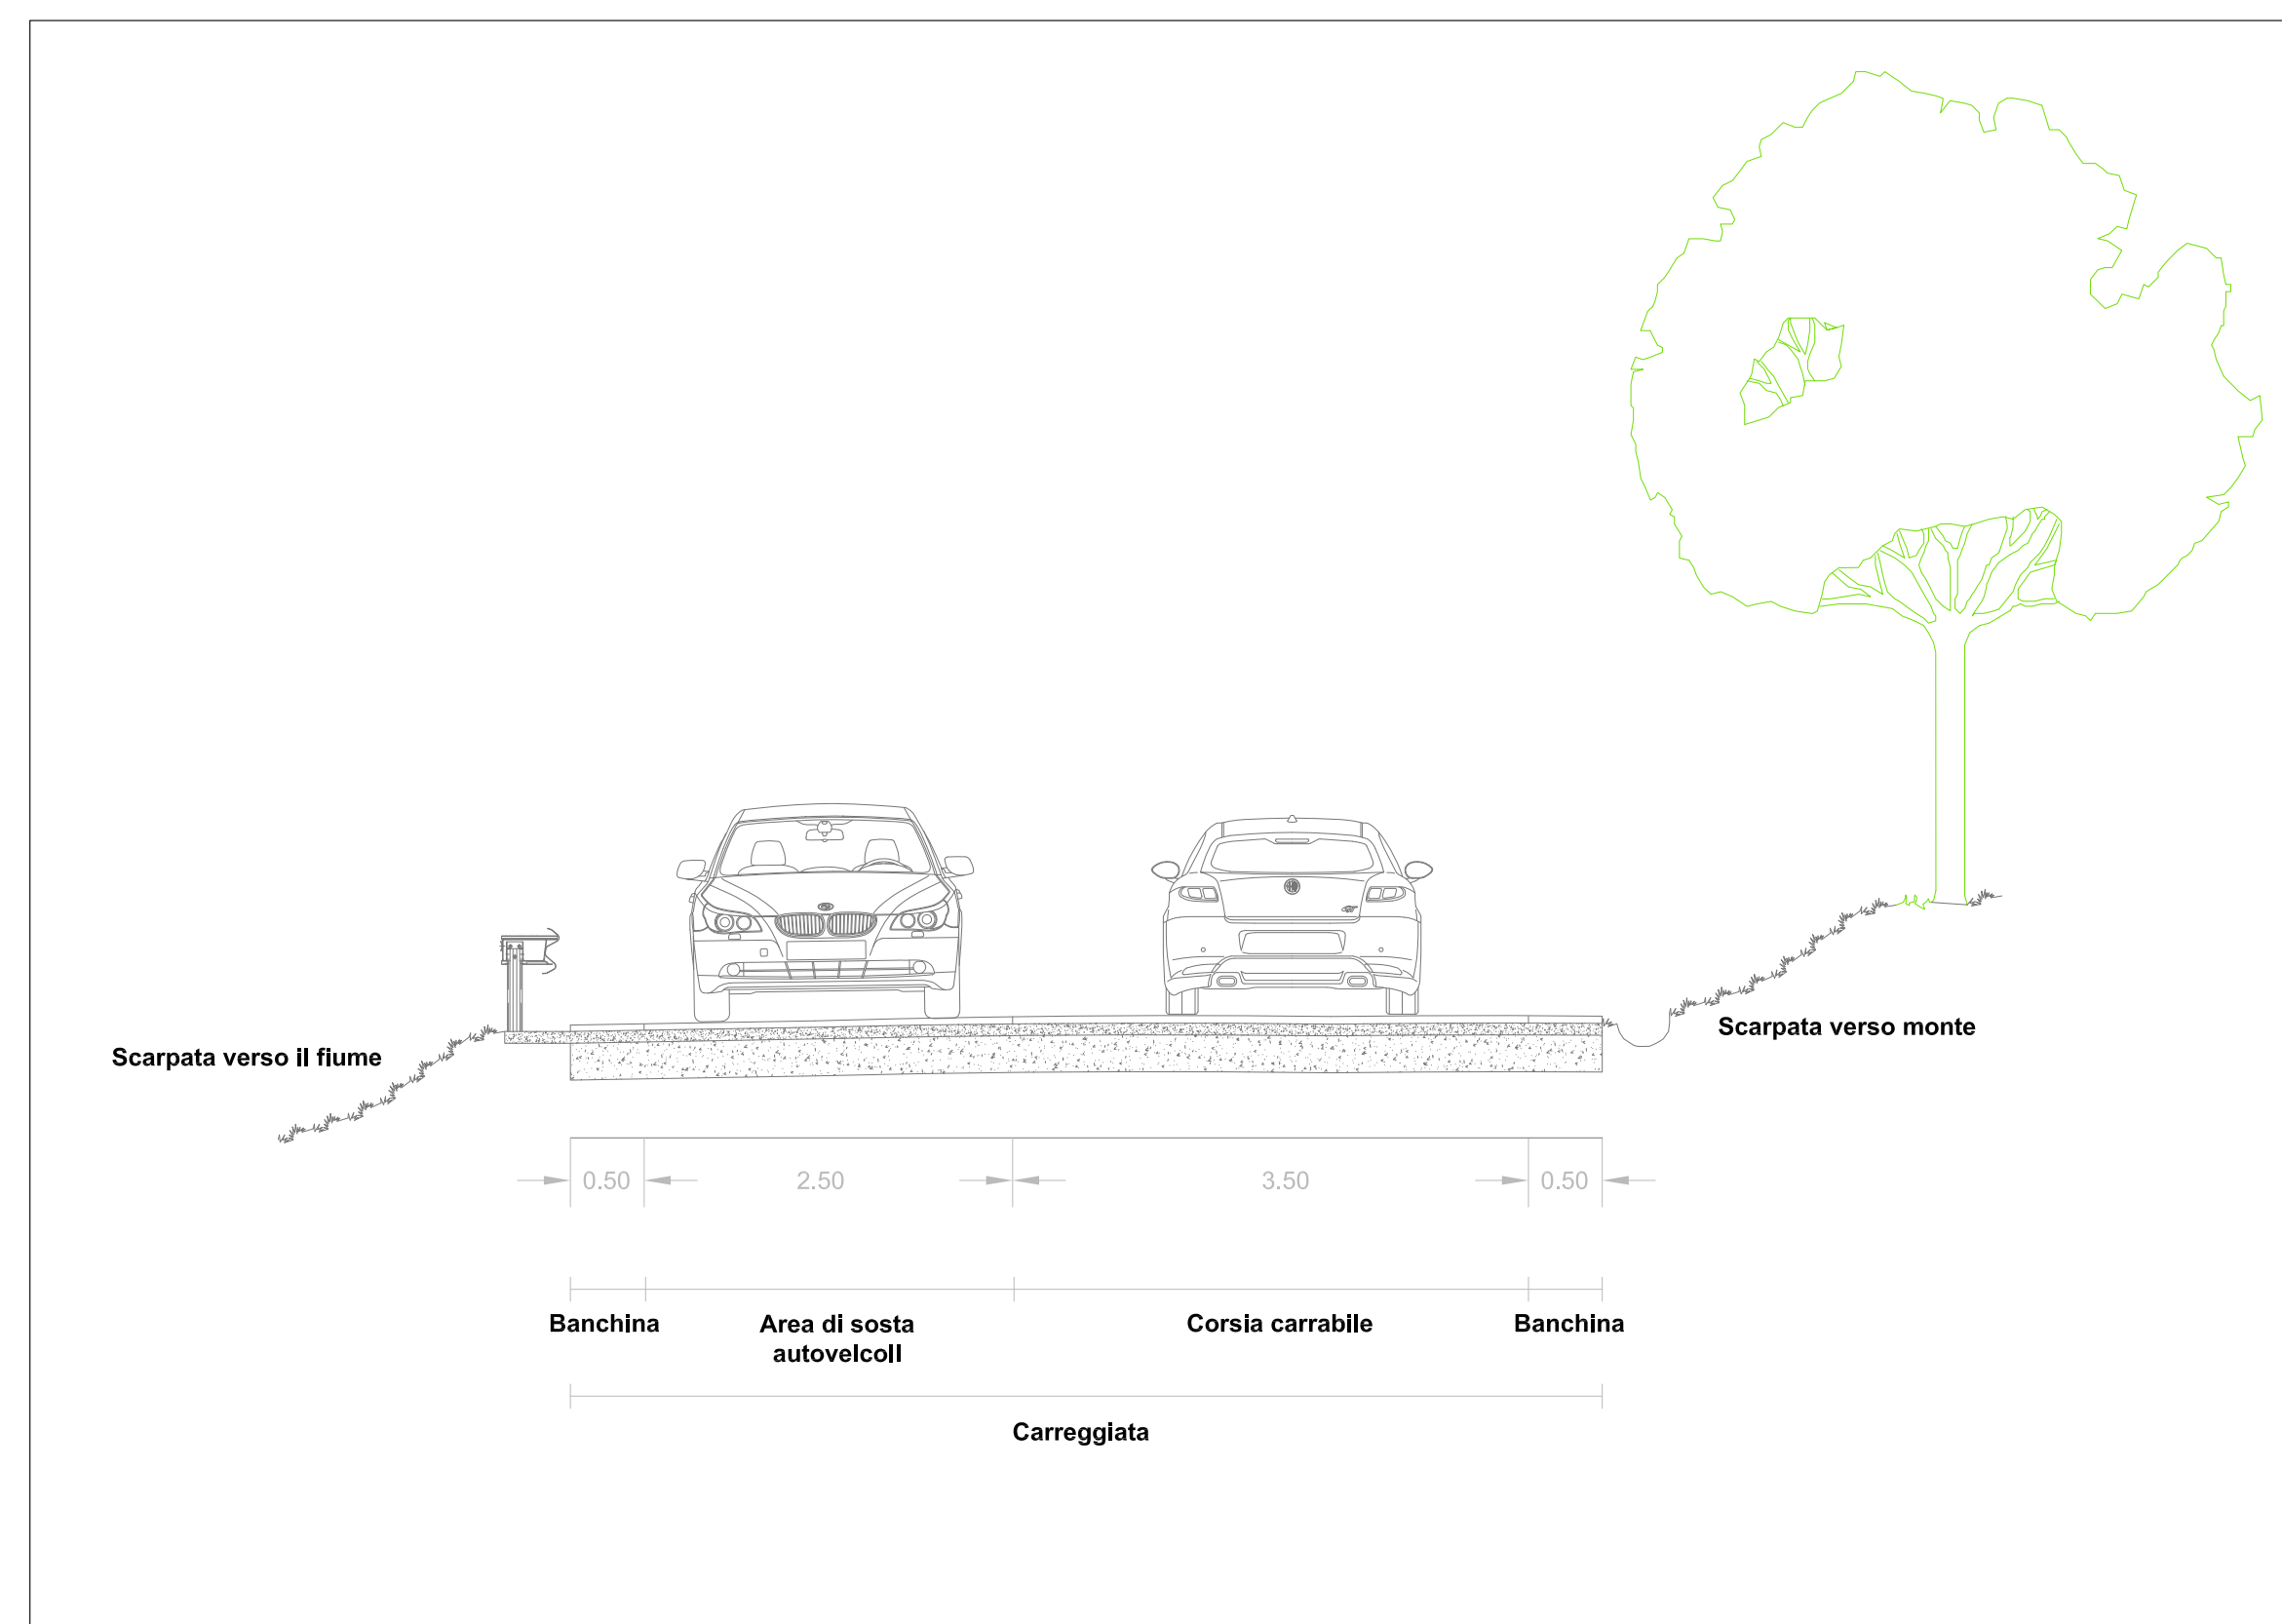 Scarpata verso il fiume
Scarpata verso monte
0.50
2.50
3.50
0.50
Banchina
Area di sosta
autovelcoll
Corsia carrabile
Banchina
Carreggiata